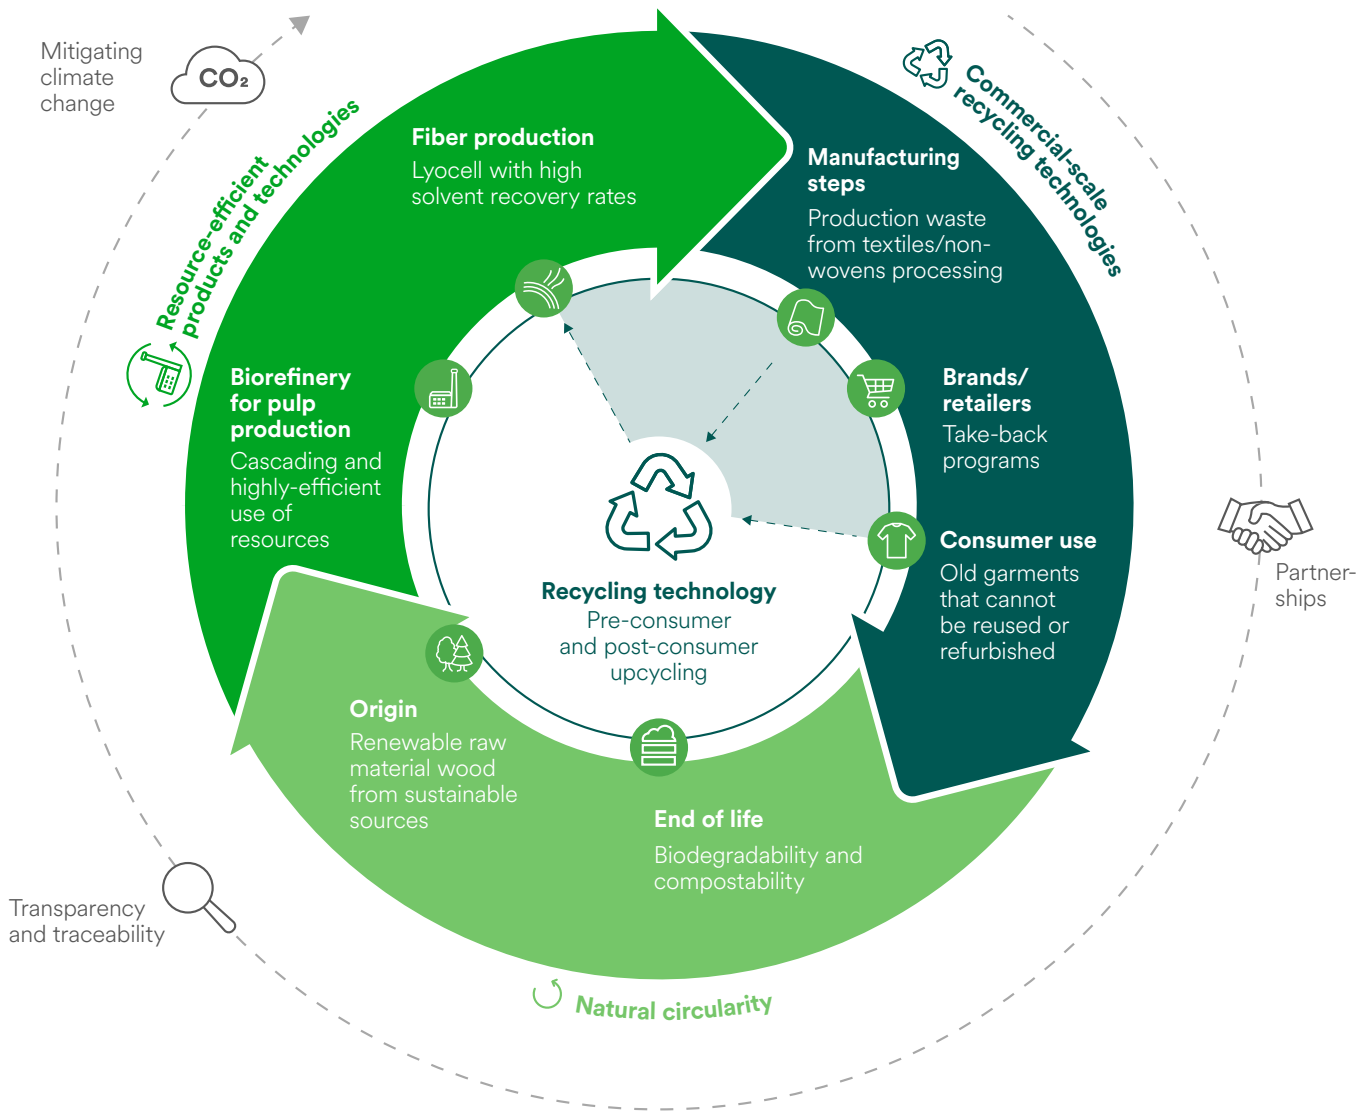 Mitigating
climate
change
CO₂
Resource-efficient
products and technologies
Commercial-scale
recycling technologies
Fiber production
Lyocell with high
solvent recovery rates
Manufacturing
steps
Production waste
from textiles/non-
wovens processing
Biorefinery
for pulp
production
Cascading and
highly-efficient
use of
resources
Brands/
retailers
Take-back
programs
Consumer use
Old garments
that cannot
be reused or
refurbished
Partner-
ships
Recycling technology
Pre-consumer
and post-consumer
upcycling
Origin
Renewable raw
material wood
from sustainable
sources
End of life
Biodegradability and
compostability
Transparency
and traceability
Natural circularity